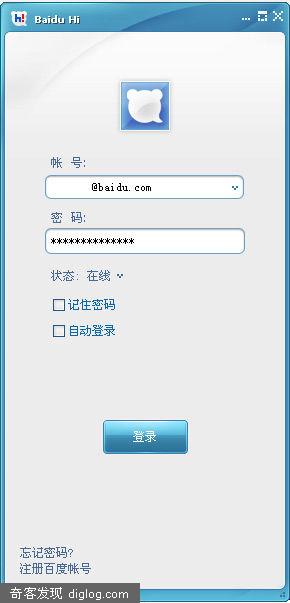 h! Baidu Hi
帐 号:
@baidu.com
密 码:
**************
状态: 在线
记住密码
自动登录
登录
忘记密码?
注册百度帐号
奇客发现 diglog.com